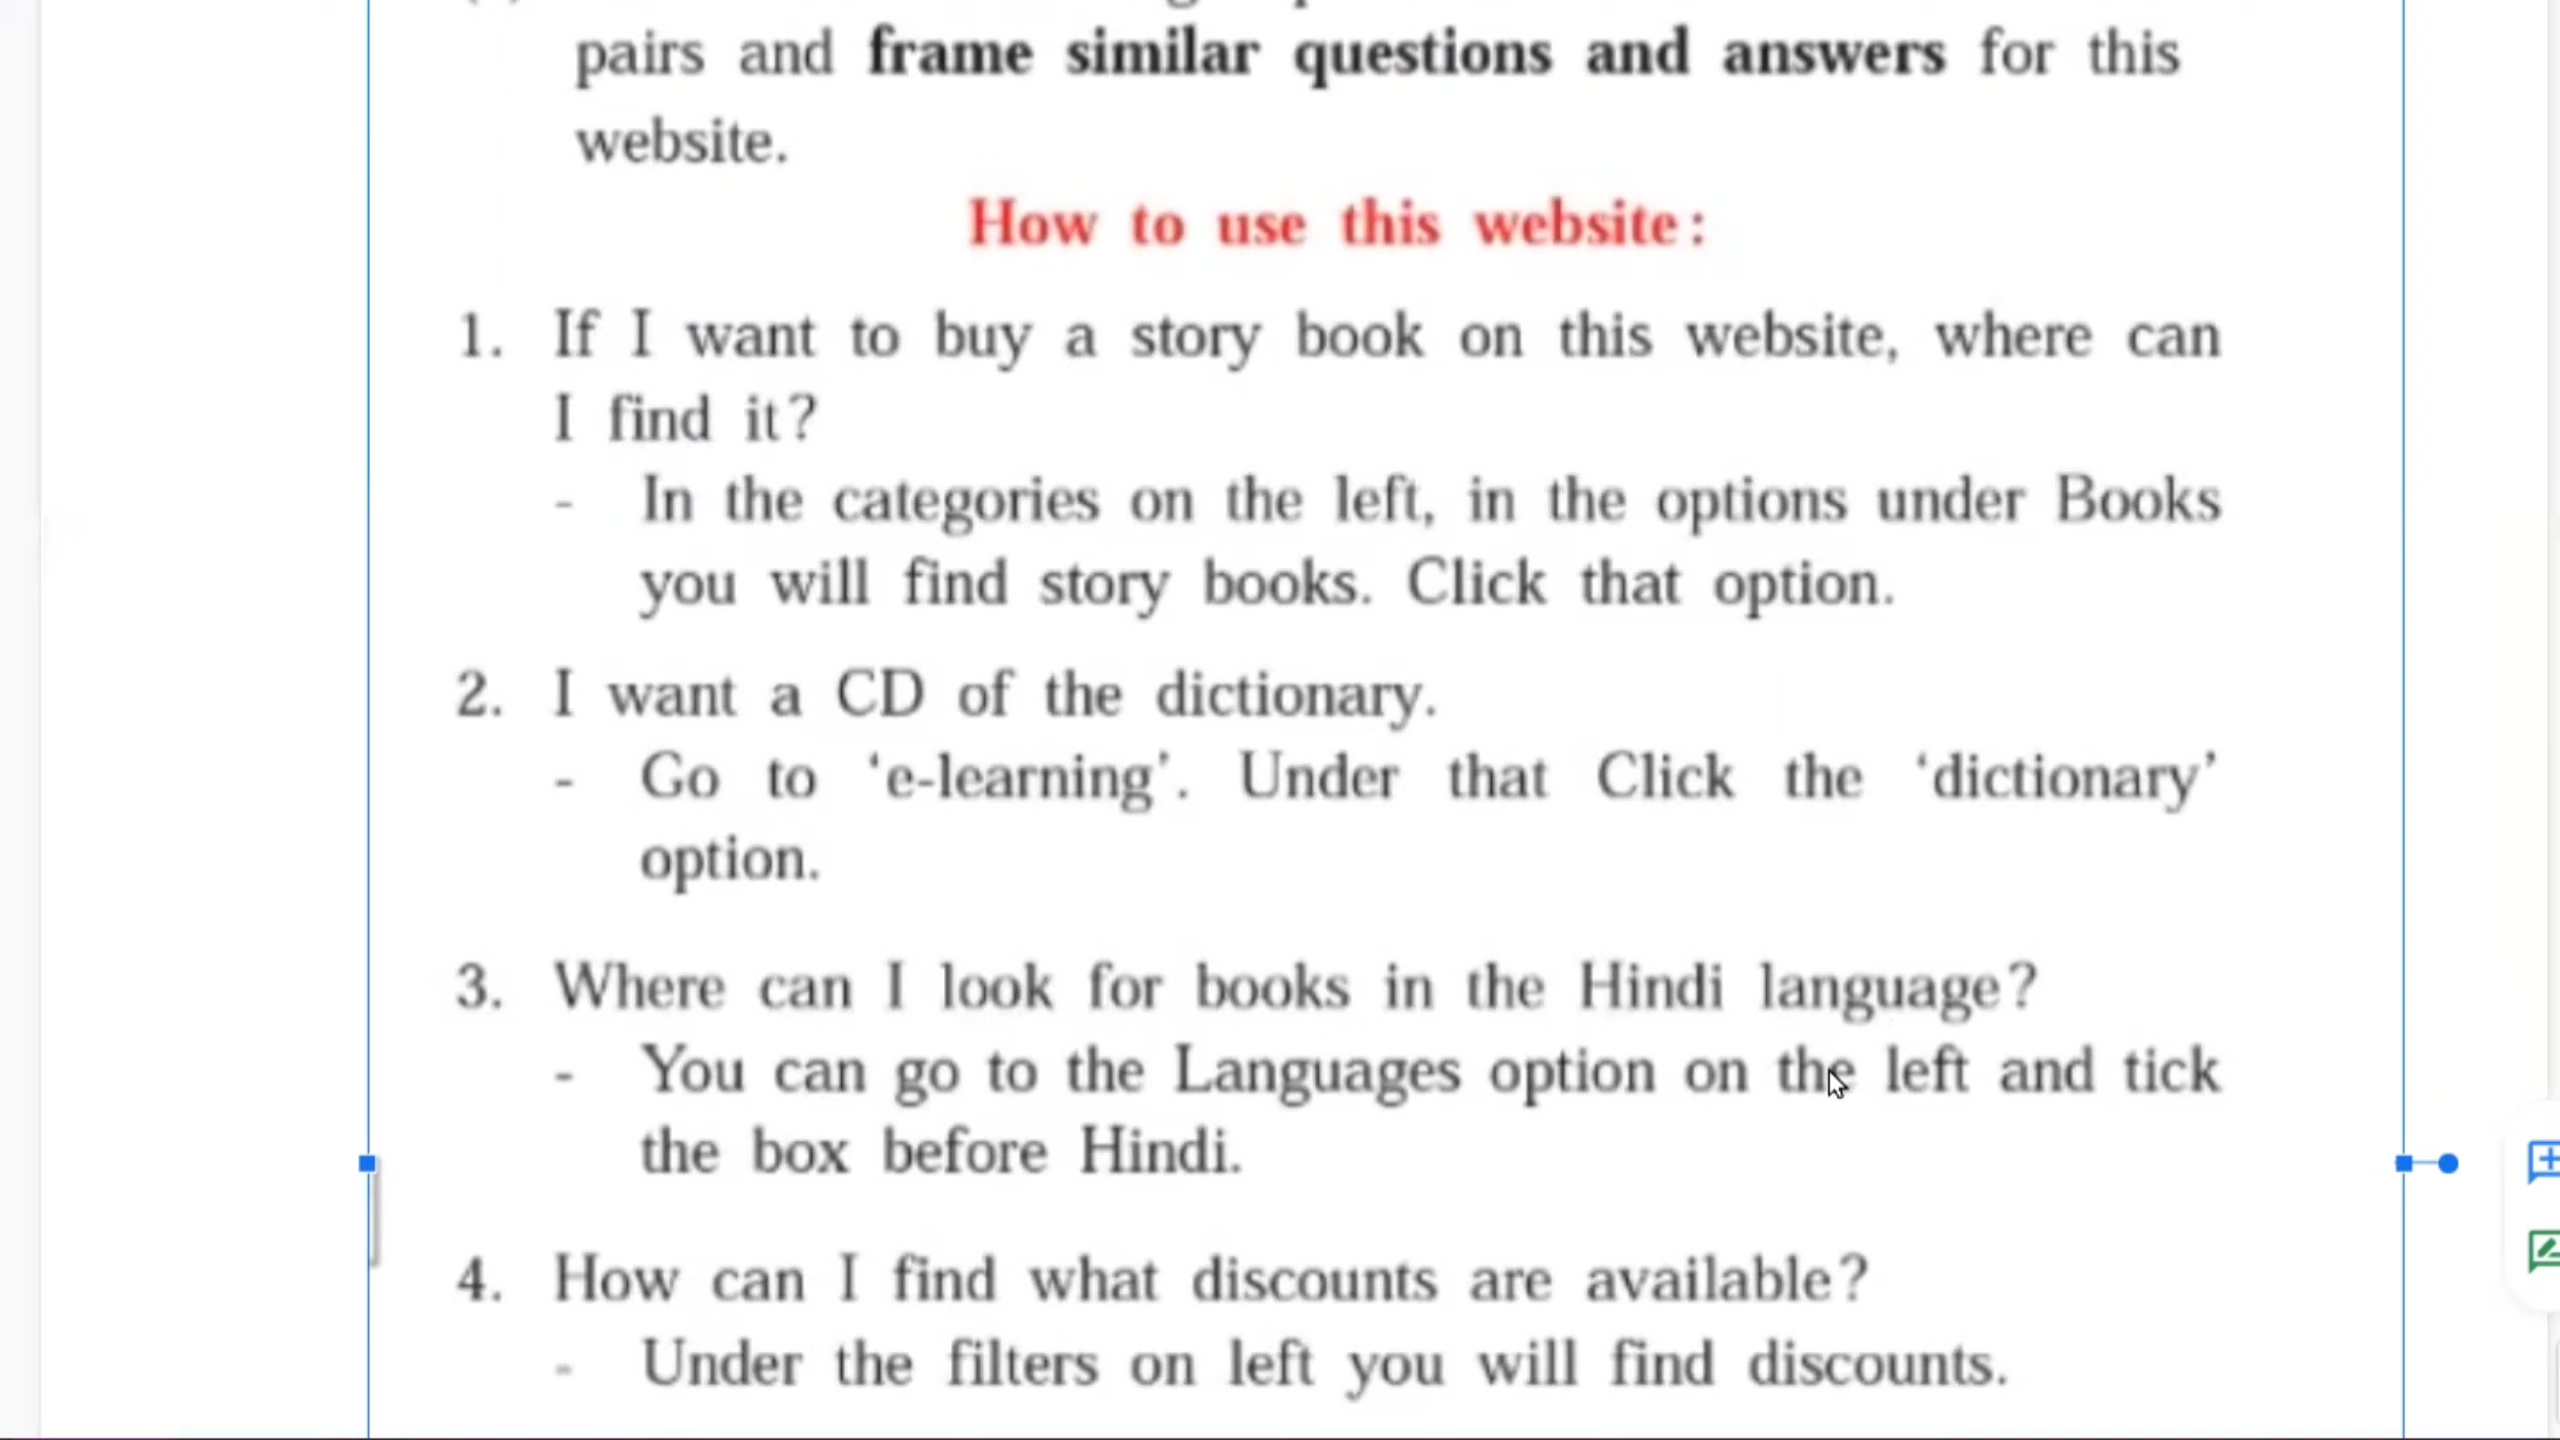 pairs and frame similar questions and answers for this
website.
How to use this website:
1. If I want to buy a story book on this website, where can
I find it?
- In the categories on the left, in the options under Books
you will find story books. Click that option.
2. I want a CD of the dictionary.
- Go to ‘e-learning’. Under that Click the ‘dictionary’
option.
3. Where can I look for books in the Hindi language?
- You can go to the Languages option on the left and tick
the box before Hindi.
4. How can I find what discounts are available?
- Under the filters on left you will find discounts.